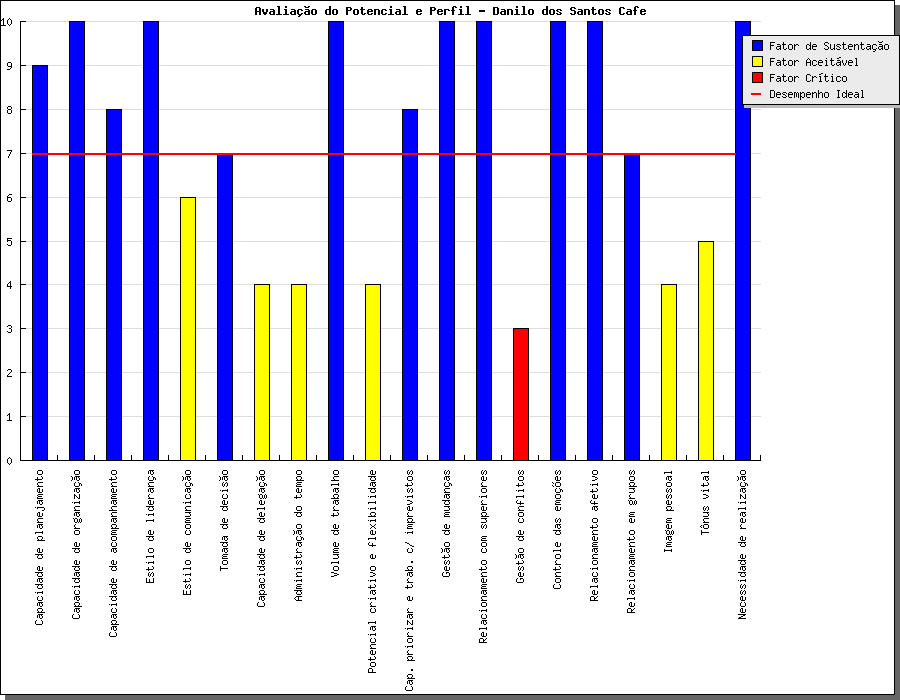 Avaliação do Potencial e Perfil - Danilo dos Santos Cafe
10
9
8
7
6
5
4
3
2
1
0
Fator de Sustentação
Fator Aceitável
Fator Crítico
Desempenho Ideal
Capacidade de planejamento
Capacidade de organização
Capacidade de acompanhamento
Estilo de liderança
Estilo de comunicação
Tomada de decisão
Capacidade de delegação
Administração do tempo
Volume de trabalho
Potencial criativo e flexibilidade
Cap. priorizar e trab. c/ imprevistos
Gestão de mudanças
Relacionamento com superiores
Gestão de conflitos
Controle das emoções
Relacionamento afetivo
Relacionamento em grupos
Imagem pessoal
Tônus vital
Necessidade de realização